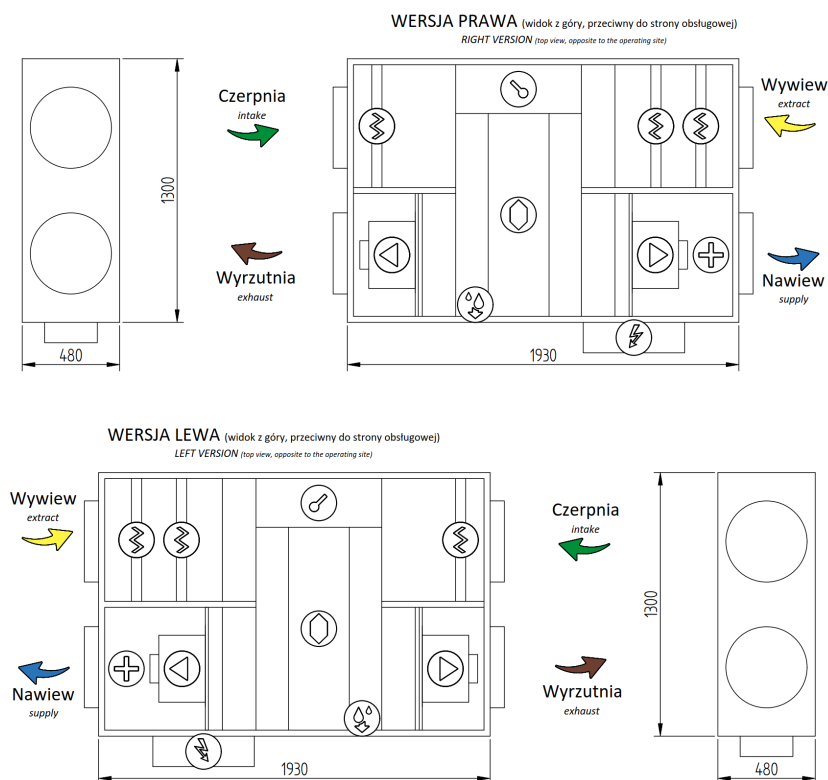 WERSJA PRAWA (widok z góry, przeciwny do strony obsługowej)
RIGHT VERSION (top view, opposite to the operating site)
Czerpnia
intake
Wywiew
extract
1300
Wyrzutnia
exhaust
Nawiew
supply
480
1930
WERSJA LEWA (widok z góry, przeciwny do strony obsługowej)
LEFT VERSION (top view, opposite to the operating site)
Wywiew
extract
Czerpnia
intake
1300
Nawiew
supply
Wyrzutnia
exhaust
1930
480